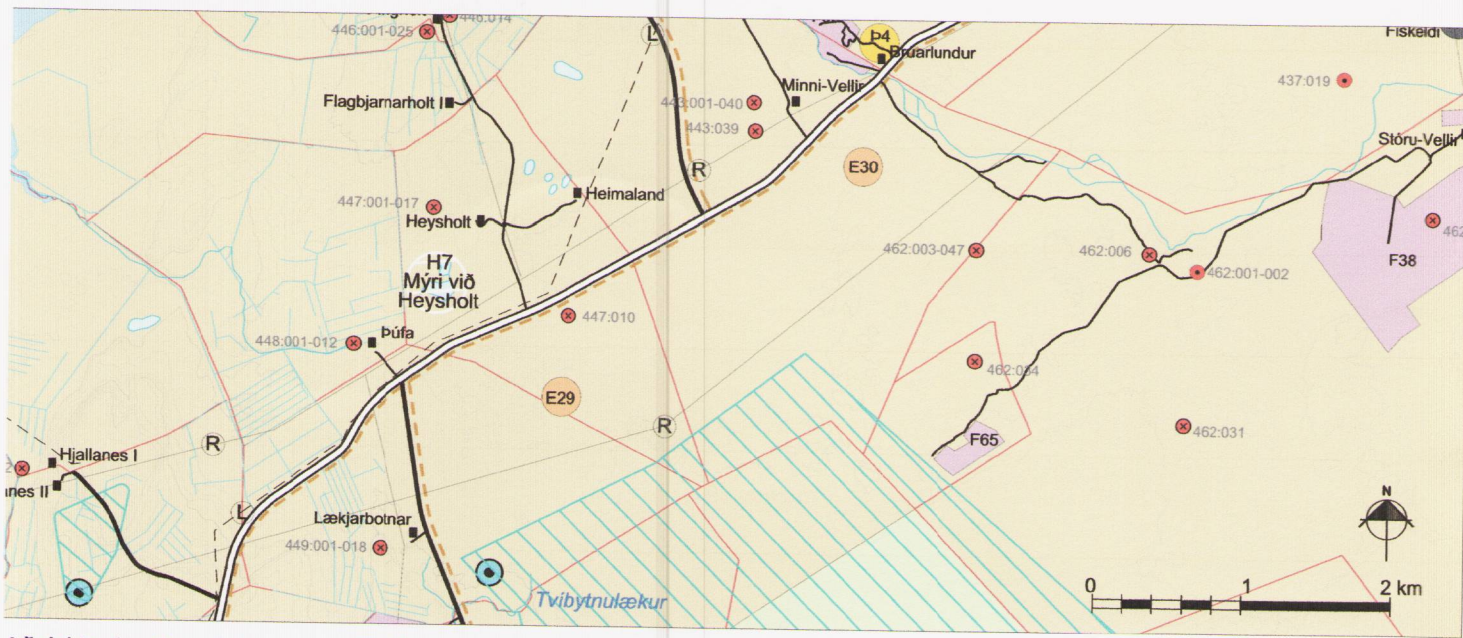 446:014
446:001-025
L
Þ4
Brúarlundur
Fiskeldi
437:019
Flagbjarnarholt I
443:001-040
Minni-Vellir
443:039
Stóru-Vellir
R
E30
447:001-017
Heimaland
Heysholt
H7
Mýri við
Heysholt
462:003-047
462:006
462:001-002
F38
447:010
448:001-012
Þúfa
462:034
E29
R
R
F65
462:031
Hjallanes I
L
N
Lækjarbotnar
449:001-018
Tvíbytnulækur
0
1
2 km